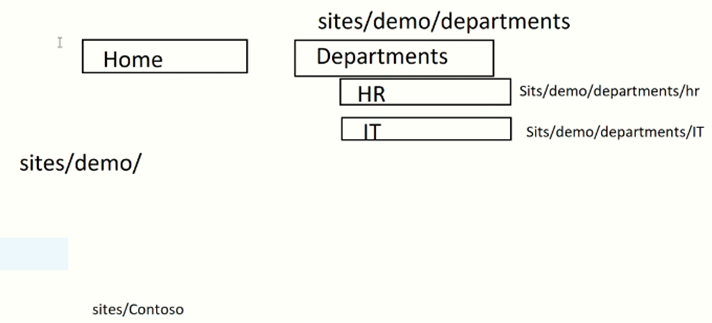 sites/demo/departments
Home
Departments
HR
Sits/demo/departments/hr
IT
Sits/demo/departments/IT
sites/demo/
sites/Contoso